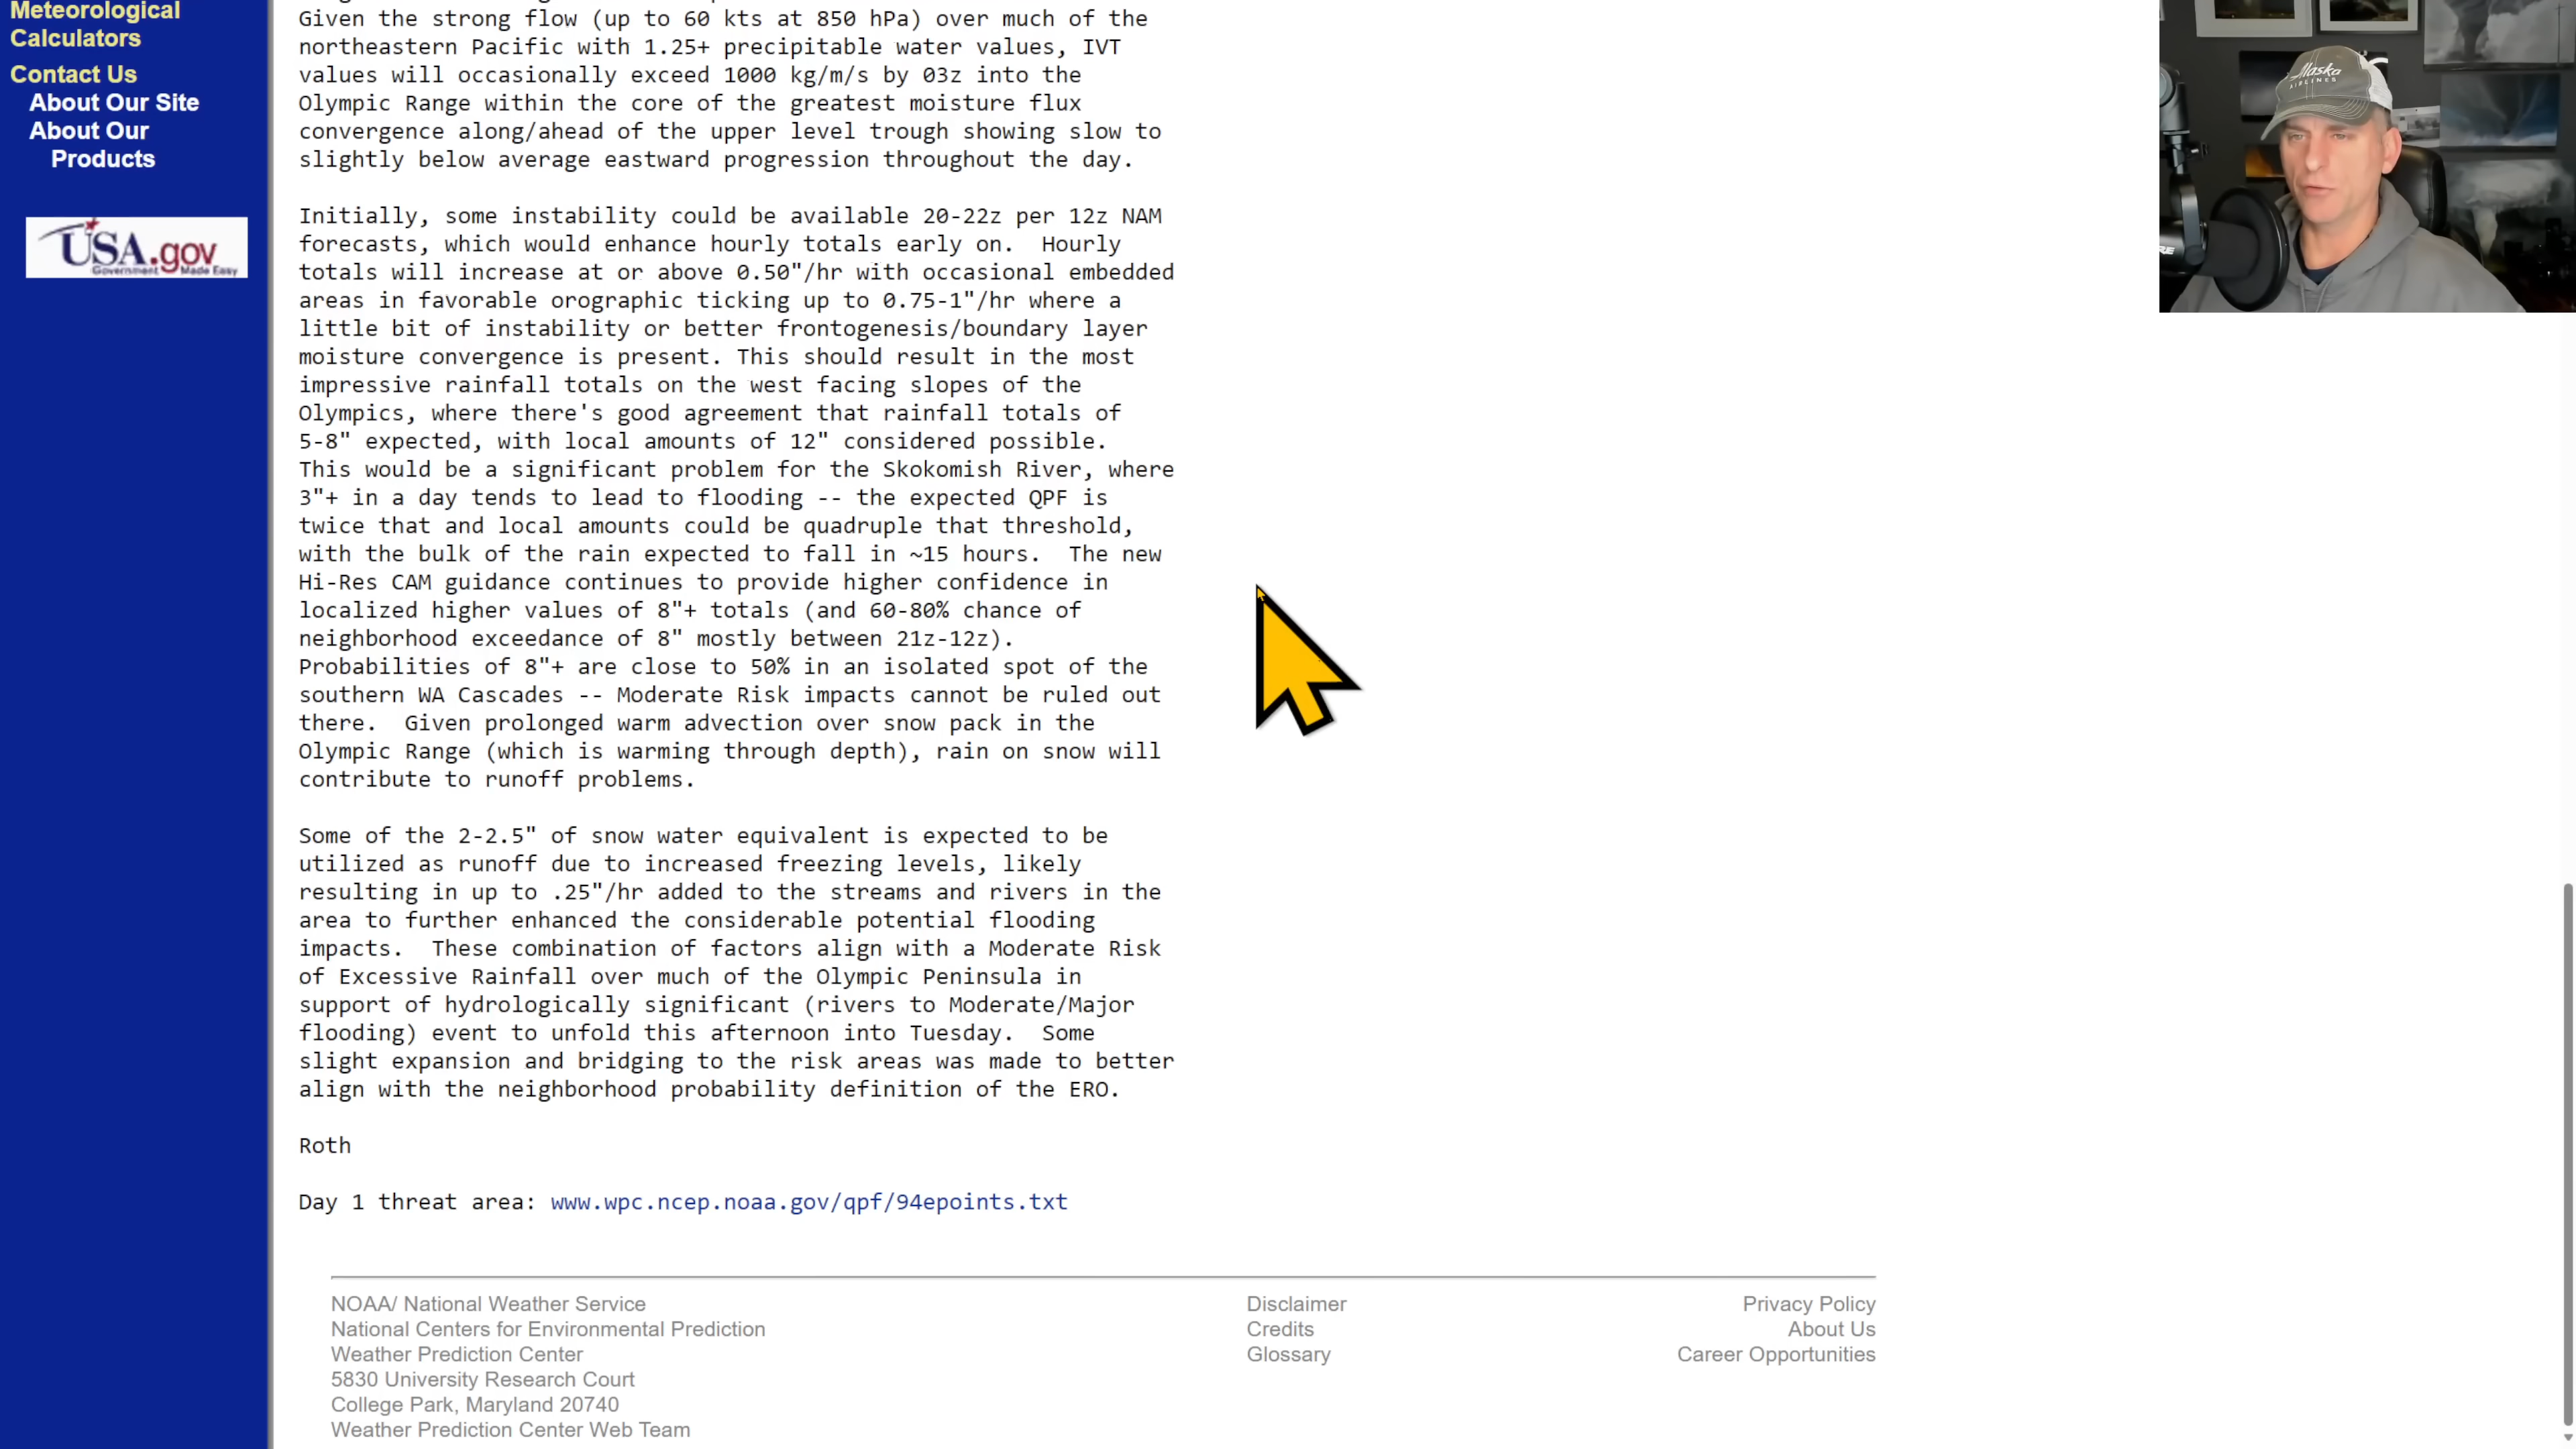 Meteorological
Calculators
Contact Us
About Our Site
About Our
Products
USA.gov
Government Made Easy
Given the strong flow (up to 60 kts at 850 hPa) over much of the
northeastern Pacific with 1.25+ precipitable water values, IVT
values will occasionally exceed 1000 kg/m/s by 03z into the
Olympic Range within the core of the greatest moisture flux
convergence along/ahead of the upper level trough showing slow to
slightly below average eastward progression throughout the day.
Initially, some instability could be available 20-22z per 12z NAM
forecasts, which would enhance hourly totals early on.  Hourly
totals will increase at or above 0.50"/hr with occasional embedded
areas in favorable orographic ticking up to 0.75-1"/hr where a
little bit of instability or better frontogenesis/boundary layer
moisture convergence is present. This should result in the most
impressive rainfall totals on the west facing slopes of the
Olympics, where there's good agreement that rainfall totals of
5-8" expected, with local amounts of 12" considered possible.
This would be a significant problem for the Skokomish River, where
3"+ in a day tends to lead to flooding -- the expected QPF is
twice that and local amounts could be quadruple that threshold,
with the bulk of the rain expected to fall in ~15 hours.  The new
Hi-Res CAM guidance continues to provide higher confidence in
localized higher values of 8"+ totals (and 60-80% chance of
neighborhood exceedance of 8" mostly between 21z-12z).
Probabilities of 8"+ are close to 50% in an isolated spot of the
southern WA Cascades -- Moderate Risk impacts cannot be ruled out
there.  Given prolonged warm advection over snow pack in the
Olympic Range (which is warming through depth), rain on snow will
contribute to runoff problems.
Some of the 2-2.5" of snow water equivalent is expected to be
utilized as runoff due to increased freezing levels, likely
resulting in up to .25"/hr added to the streams and rivers in the
area to further enhanced the considerable potential flooding
impacts.  These combination of factors align with a Moderate Risk
of Excessive Rainfall over much of the Olympic Peninsula in
support of hydrologically significant (rivers to Moderate/Major
flooding) event to unfold this afternoon into Tuesday.  Some
slight expansion and bridging to the risk areas was made to better
align with the neighborhood probability definition of the ERO.
Roth
Day 1 threat area: www.wpc.ncep.noaa.gov/qpf/94epoints.txt
NOAA/ National Weather Service
National Centers for Environmental Prediction
Weather Prediction Center
5830 University Research Court
College Park, Maryland 20740
Weather Prediction Center Web Team
Disclaimer
Credits
Glossary
Privacy Policy
About Us
Career Opportunities
Alaska
AIRLINES